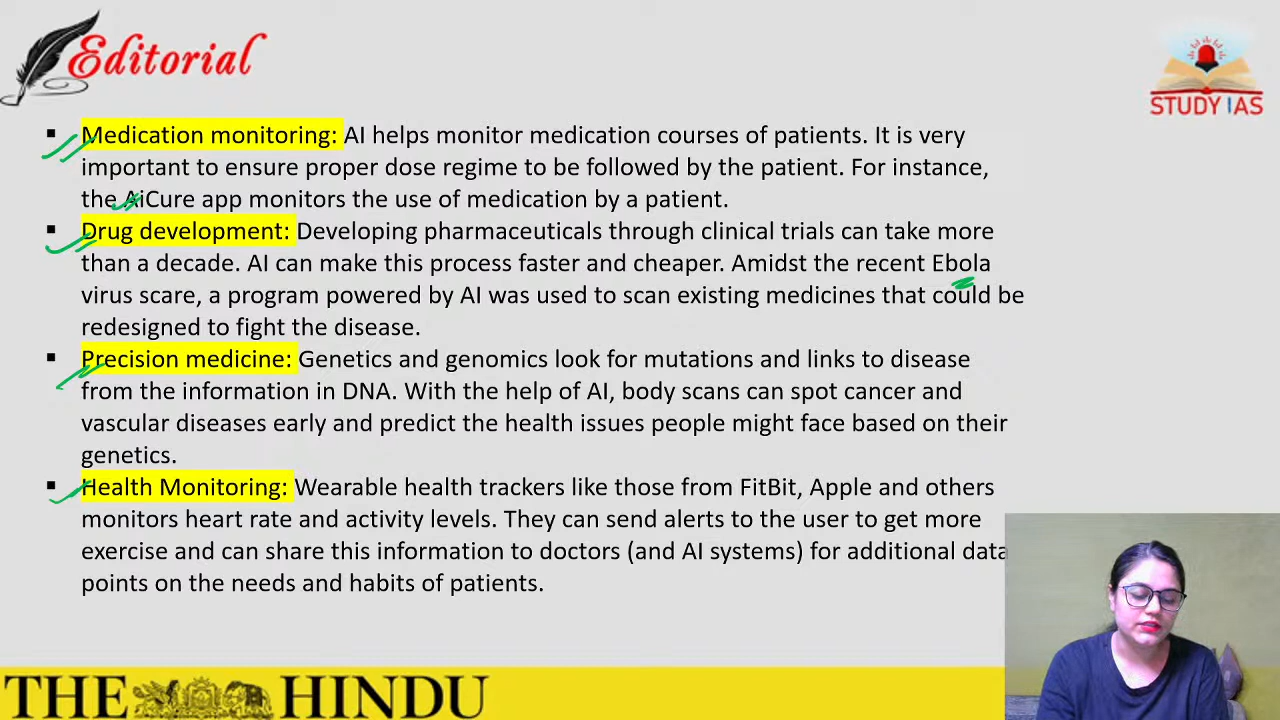 Editorial
STUDY IAS
▪ Medication monitoring: AI helps monitor medication courses of patients. It is very
important to ensure proper dose regime to be followed by the patient. For instance,
the AiCure app monitors the use of medication by a patient.
▪ Drug development: Developing pharmaceuticals through clinical trials can take more
than a decade. AI can make this process faster and cheaper. Amidst the recent Ebola
virus scare, a program powered by AI was used to scan existing medicines that could be
redesigned to fight the disease.
▪ Precision medicine: Genetics and genomics look for mutations and links to disease
from the information in DNA. With the help of AI, body scans can spot cancer and
vascular diseases early and predict the health issues people might face based on their
genetics.
▪ Health Monitoring: Wearable health trackers like those from FitBit, Apple and others
monitors heart rate and activity levels. They can send alerts to the user to get more
exercise and can share this information to doctors (and AI systems) for additional data
points on the needs and habits of patients.
THE HINDU